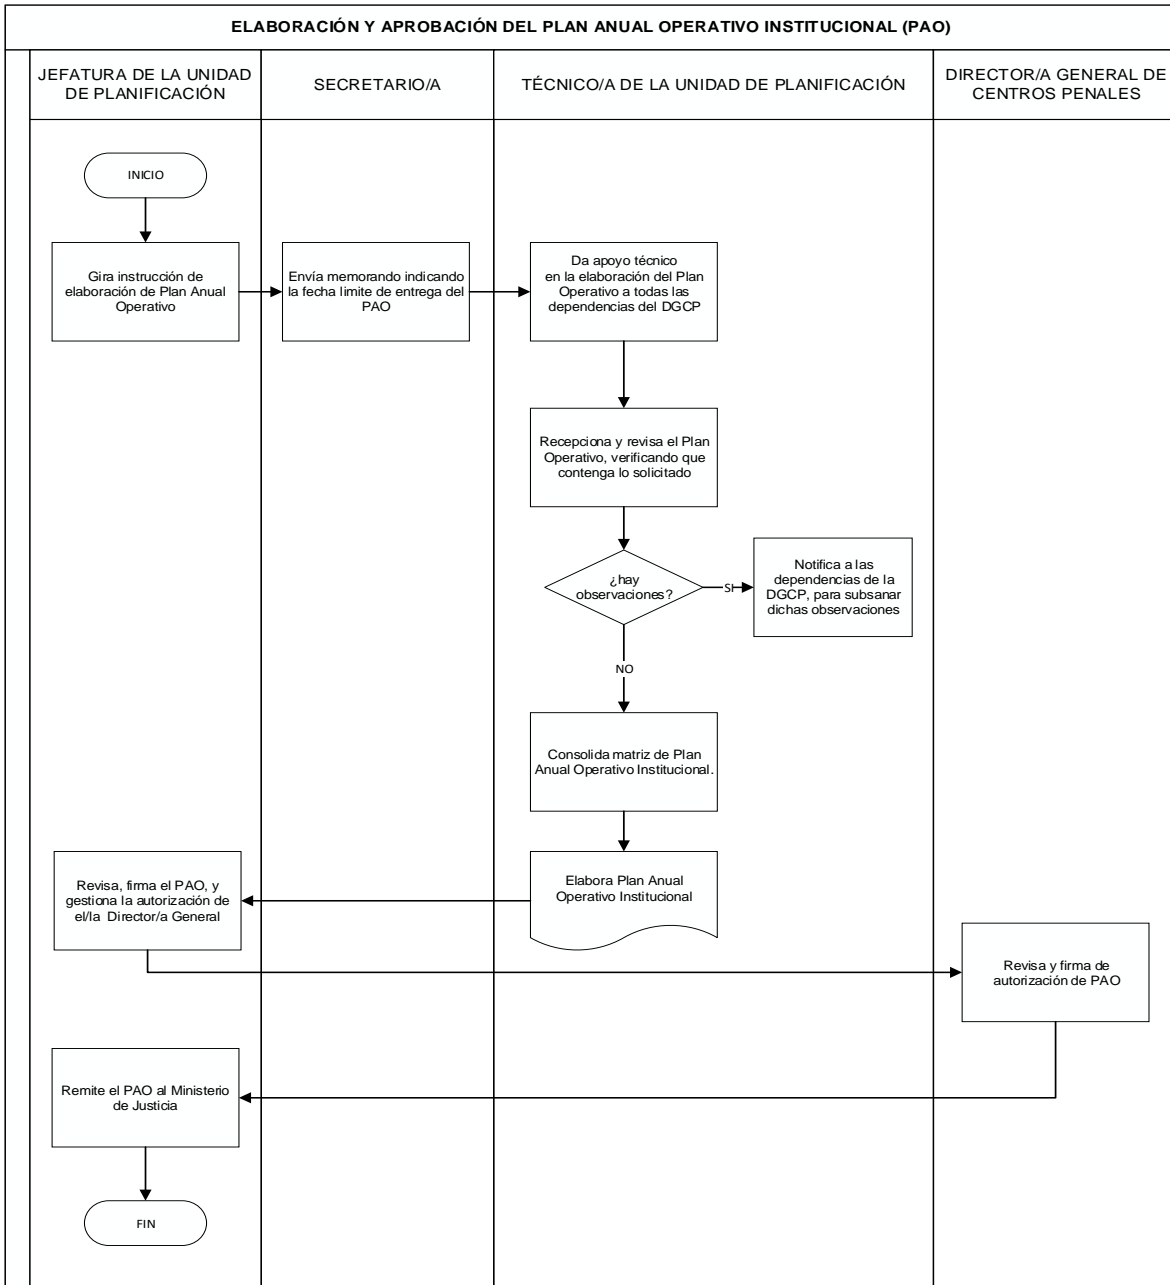 ELABORACIÓN Y APROBACIÓN DEL PLAN ANUAL OPERATIVO INSTITUCIONAL (PAO)
JEFATURA DE LA UNIDAD
DE PLANIFICACIÓN
SECRETARIO/A
TÉCNICO/A DE LA UNIDAD DE PLANIFICACIÓN
DIRECTOR/A GENERAL DE
CENTROS PENALES
INICIO
Gira instrucción de
elaboración de Plan Anual
Operativo
Envía memorando indicando
la fecha limite de entrega del
PAO
Da apoyo técnico
en la elaboración del Plan
Operativo a todas las
dependencias del DGCP
Recepciona y revisa el Plan
Operativo, verificando que
contenga lo solicitado
¿hay
observaciones?
SI
Notifica a las
dependencias de la
DGCP, para subsanar
dichas observaciones
NO
Consolida matriz de Plan
Anual Operativo Institucional.
Elabora Plan Anual
Operativo Institucional
Revisa, firma el PAO, y
gestiona la autorización de
el/la Director/a General
Revisa y firma de
autorización de PAO
Remite el PAO al Ministerio
de Justicia
FIN